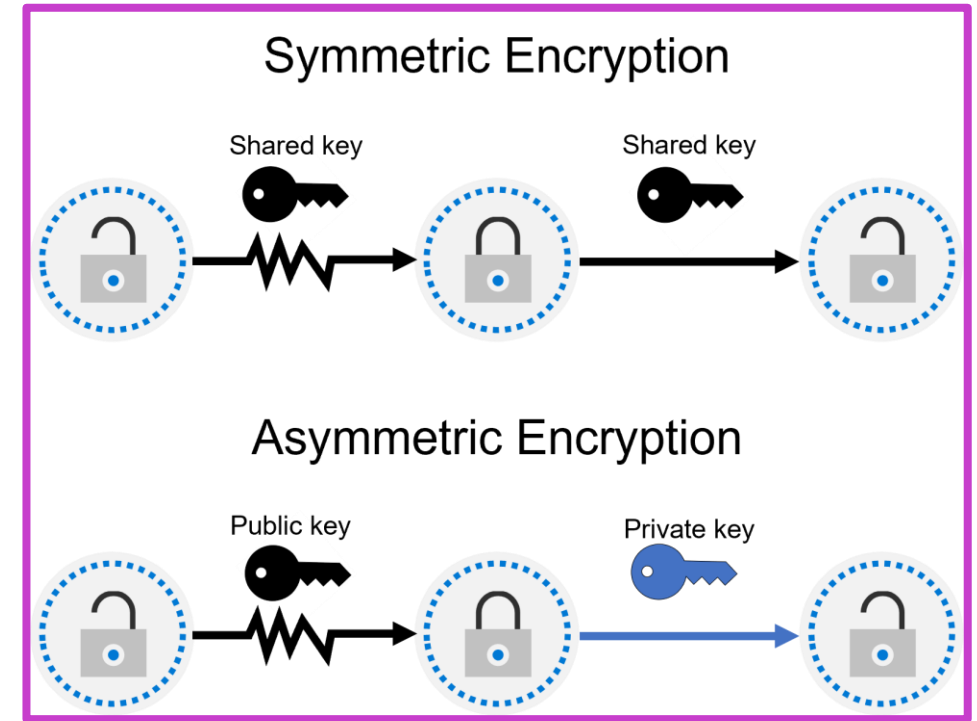 Symmetric Encryption
Shared key
Shared key
Asymmetric Encryption
Public key
Private key